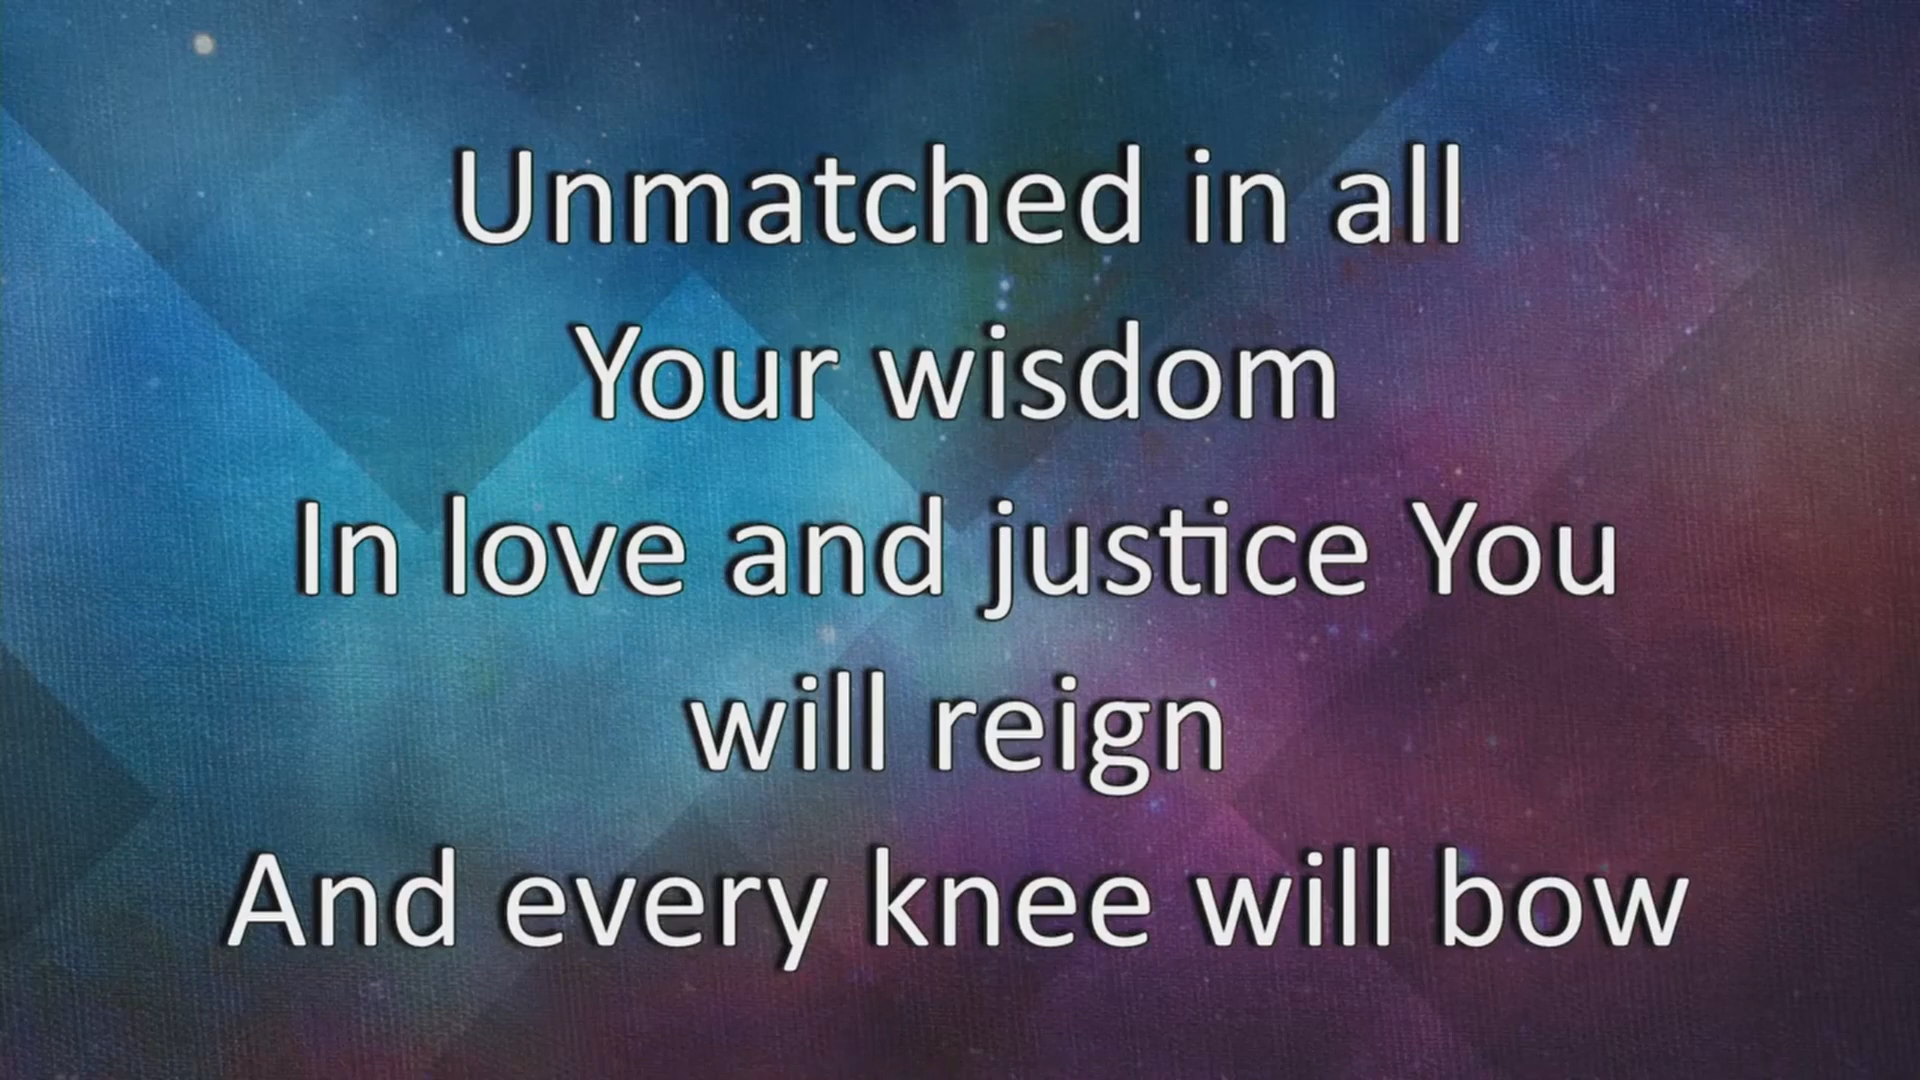 Unmatched in all
Your wisdom
In love and justice You
will reign
And every knee will bow